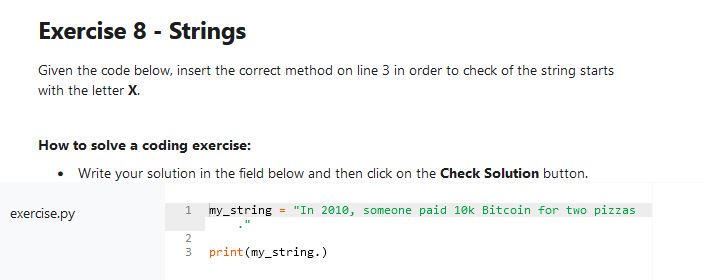 Exercise 8 - Strings
Given the code below, insert the correct method on line 3 in order to check of the string starts
with the letter X.
How to solve a coding exercise:
• Write your solution in the field below and then click on the Check Solution button.
exercise.py
1 my_string = "In 2010, someone paid 10k Bitcoin for two pizzas
."
2
3 print(my_string.)